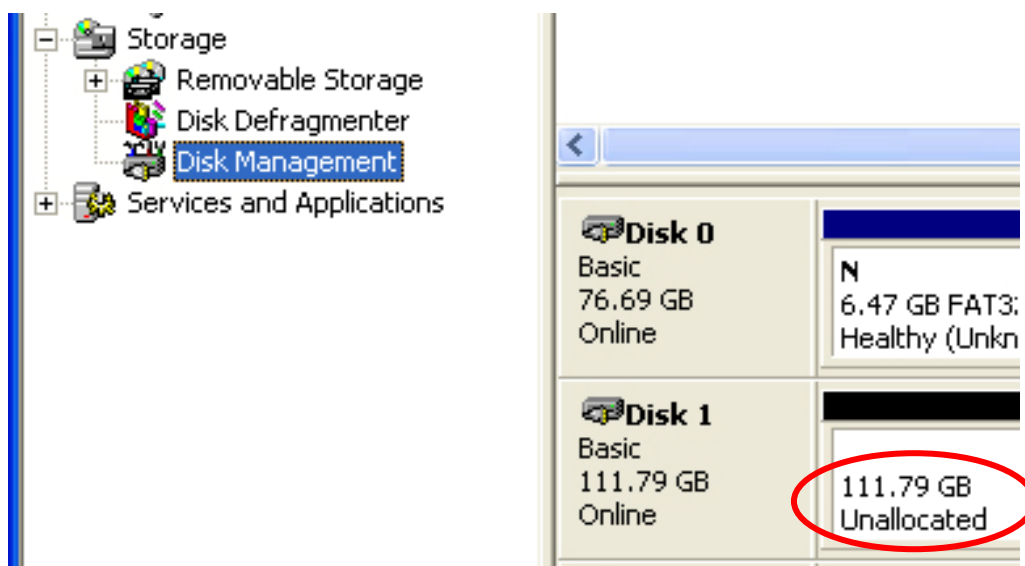 Storage
Removable Storage
Disk Defragmenter
Disk Management
Services and Applications
Disk 0
Basic
76.69 GB
Online
N
6.47 GB FAT3
Healthy (Unkn
Disk 1
Basic
111.79 GB
Online
111.79 GB
Unallocated